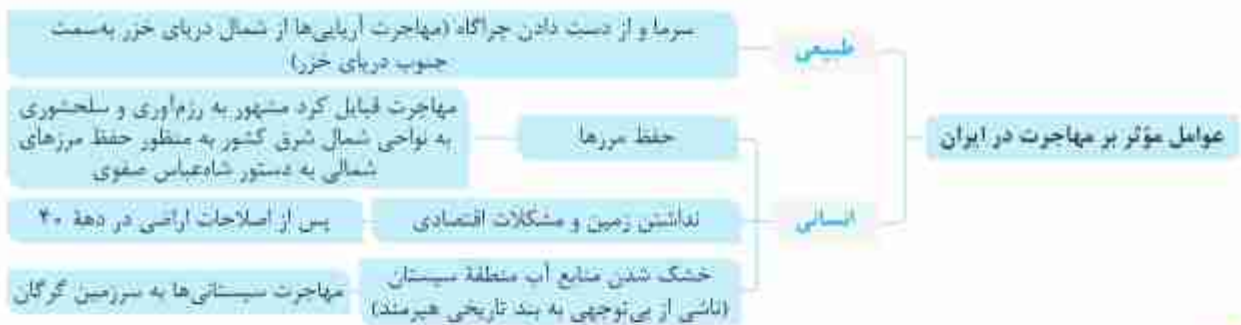 عوامل مؤثر بر مهاجرت در ایران
طبیعی
سرما و از دست دادن چراگاه (مهاجرت آریایی‌ها از شمال دریای خزر به‌سمت
جنوب دریای خزر)
انسانی
حفظ مرزها
مهاجرت قبایل کرد مشهور به رزم‌آوری و سلحشوری
به نواحی شمال شرق کشور به منظور حفظ مرزهای
شمالی به دستور شاه‌عباس صفوی
نداشتن زمین و مشکلات اقتصادی
پس از اصلاحات اراضی در دههٔ ۴۰
خشک شدن منابع آب منطقهٔ سیستان
(ناشی از بی‌توجهی به بند تاریخی هیرمند)
مهاجرت سیستانی‌ها به سرزمین گرگان